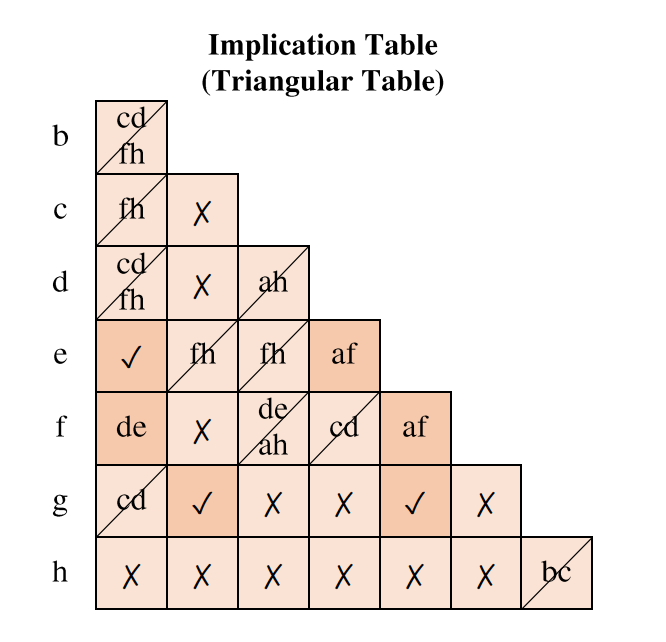 Implication Table
(Triangular Table)
b cd
fh
c fh ✗
d cd
fh ✗ ah
e ✓ fh fh af
f de ✗ de
ah cd af
g cd ✓ ✗ ✗ ✓ ✗
h ✗ ✗ ✗ ✗ ✗ ✗ bc